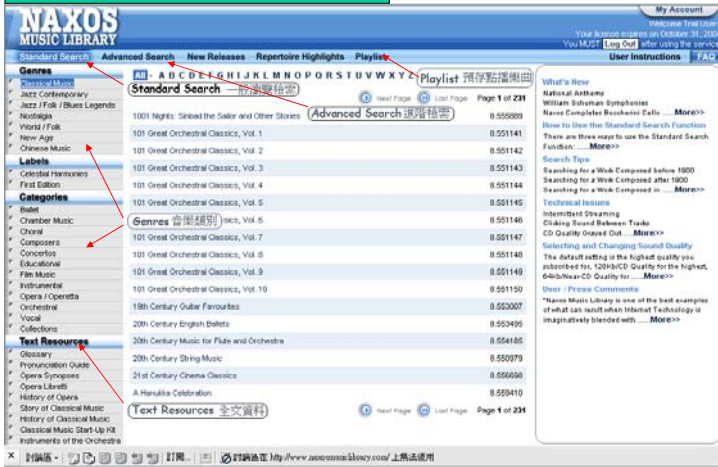 NAXOS
MUSIC LIBRARY
My Account
Welcome Trial User
Your license expires on October 31, 200
You MUST Log Out after using the service
Standard Search Advanced Search New Releases Repertoire Highlights Playlist User Instructions FAQ
Genres
Classical Music
Jazz Contemporary
Jazz / Folk / Blues Legends
Nostalgia
World / Folk
New Age
Chinese Music
Labels
Celestial Harmonies
First Edition
Categories
Ballet
Chamber Music
Choral
Composers
Concertos
Educational
Film Music
Instrumental
Opera / Operetta
Orchestral
Vocal
Collections
Text Resources
Glossary
Pronunciation Guide
Opera Synopses
Opera Libretti
History of Opera
Story of Classical Music
History of Classical Music
Classical Music Start-Up Kit
Instruments of the Orchestra
All - A B C D E F G H I J K L M N O P Q R S T U V W X Y Z
Playlist 預存點播樂曲
Standard Search 一般瀏覽檢索
Next Page Last Page Page 1 of 231
Advanced Search 進階檢索
1001 Nights: Sinbad the Sailor and Other Stories 8.555889
101 Great Orchestral Classics, Vol. 1 8.551141
101 Great Orchestral Classics, Vol. 2 8.551142
101 Great Orchestral Classics, Vol. 3 8.551143
101 Great Orchestral Classics, Vol. 4 8.551144
101 Great Orchestral Classics, Vol. 5 8.551145
Genres 音樂類別 ssics, Vol. 6 8.551146
101 Great Orchestral Classics, Vol. 7 8.551147
101 Great Orchestral Classics, Vol. 8 8.551148
101 Great Orchestral Classics, Vol. 9 8.551149
101 Great Orchestral Classics, Vol. 10 8.551150
19th Century Guitar Favourites 8.553007
20th Century English Ballets 8.553495
20th Century Music for Flute and Orchestra 8.554185
20th Century String Music 8.550979
21st Century Cinema Classics
A Hanukka Celebration 8.559410
Text Resources 全文資料
Next Page Last Page Page 1 of 231
What's New
National Anthems
William Schuman Symphonies
Naxos Completes Boccherini Cello ......More>>
How to Use the Standard Search Function
There are three ways to use the Standard Search
Function: ......More>>
Search Tips
Searching for a Work Composed before 1900
Searching for a Work Composed after 1900
Searching for a Work Composed in ......More>>
Technical Issues
Intermittent Streaming
Clicking Sound Between Tracks
CD Quality Grayed Out......More>>
Selecting and Changing Sound Quality
The default setting is the highest quality you
subscribed for, 128Kb/CD Quality for the highest,
64Kb/Near-CD Quality for ......More>>
User / Press Comments
"Naxos Music Library is one of the best examples
of what can result when Internet Technology is
imaginatively blended with ......More>>
討論區 訂閱... 討論區在 http://www.naxosmusiclibrary.com/ 上無法使用